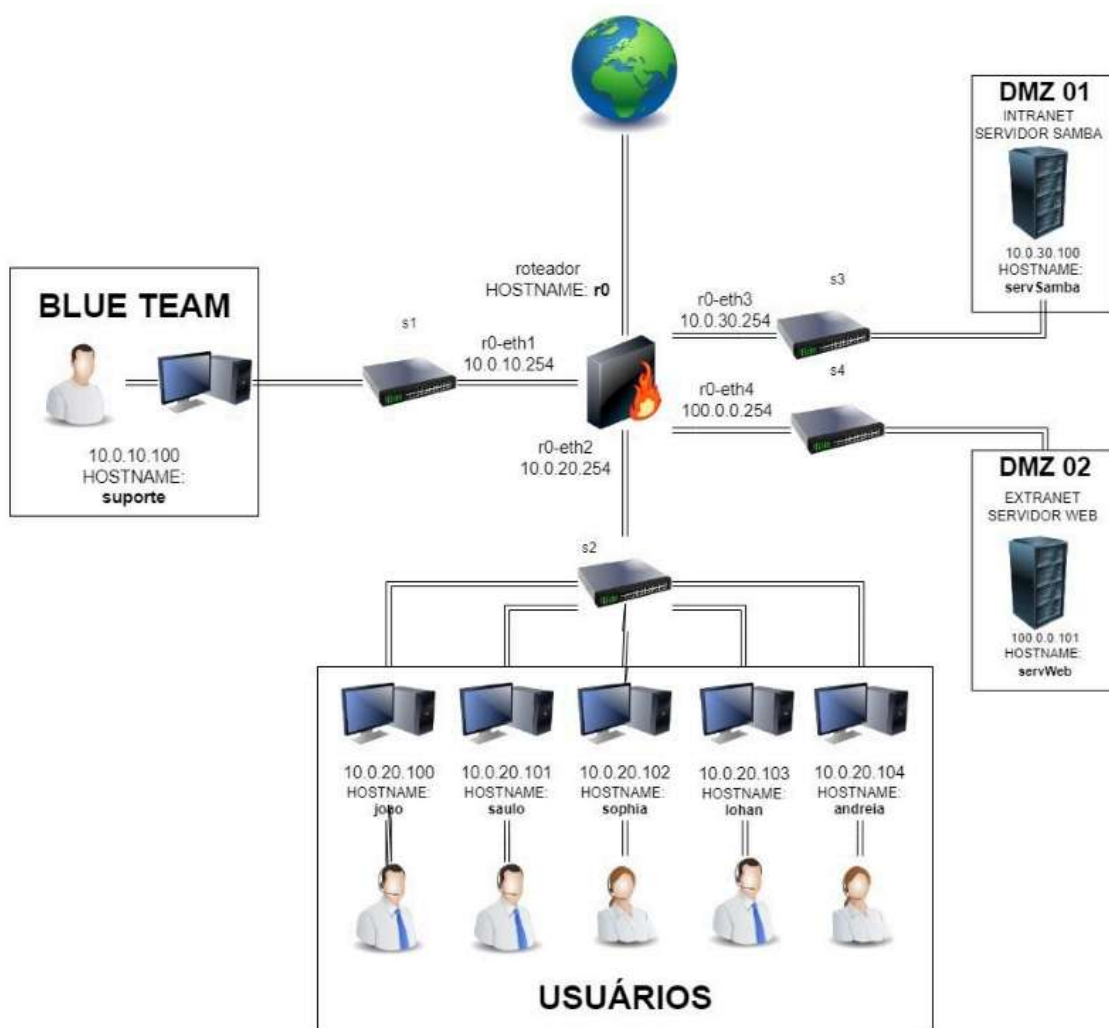 DMZ 01
INTRANET
SERVIDOR SAMBA
10.0.30.100
HOSTNAME:
servSamba
roteador
HOSTNAME: r0
r0-eth3
10.0.30.254
s3
BLUE TEAM
10.0.10.100
HOSTNAME:
suporte
s1
r0-eth1
10.0.10.254
s4
r0-eth4
100.0.0.254
r0-eth2
10.0.20.254
DMZ 02
EXTRANET
SERVIDOR WEB
100.0.0.101
HOSTNAME:
servWeb
s2
10.0.20.100
HOSTNAME:
joao
10.0.20.101
HOSTNAME:
saulo
10.0.20.102
HOSTNAME:
sophia
10.0.20.103
HOSTNAME:
lohan
10.0.20.104
HOSTNAME:
andreia
USUÁRIOS